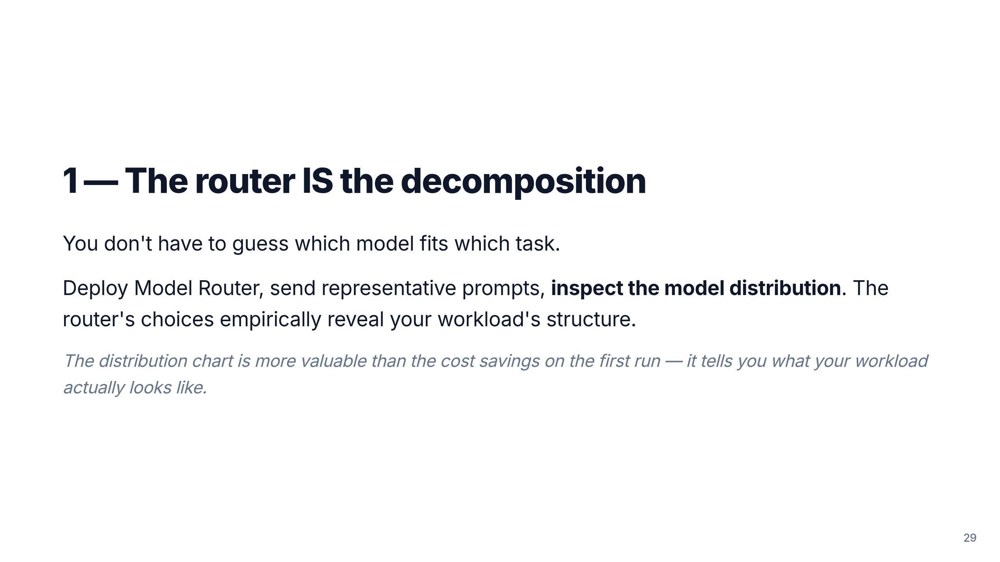 1 — The router IS the decomposition
You don't have to guess which model fits which task.
Deploy Model Router, send representative prompts, inspect the model distribution. The
router's choices empirically reveal your workload's structure.
The distribution chart is more valuable than the cost savings on the first run — it tells you what your workload
actually looks like.
29